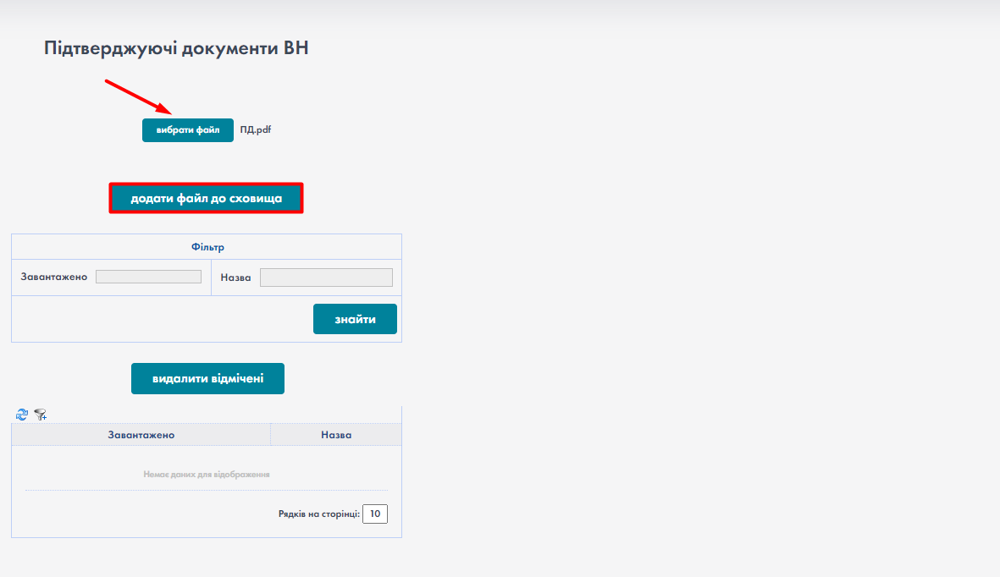 Підтверджуючі документи ВН
вибрати файл ПД.pdf
додати файл до сховища
Фільтр
Завантажено Назва
знайти
видалити відмічені
Завантажено Назва
Немає даних для відображення
Рядків на сторінці: 10